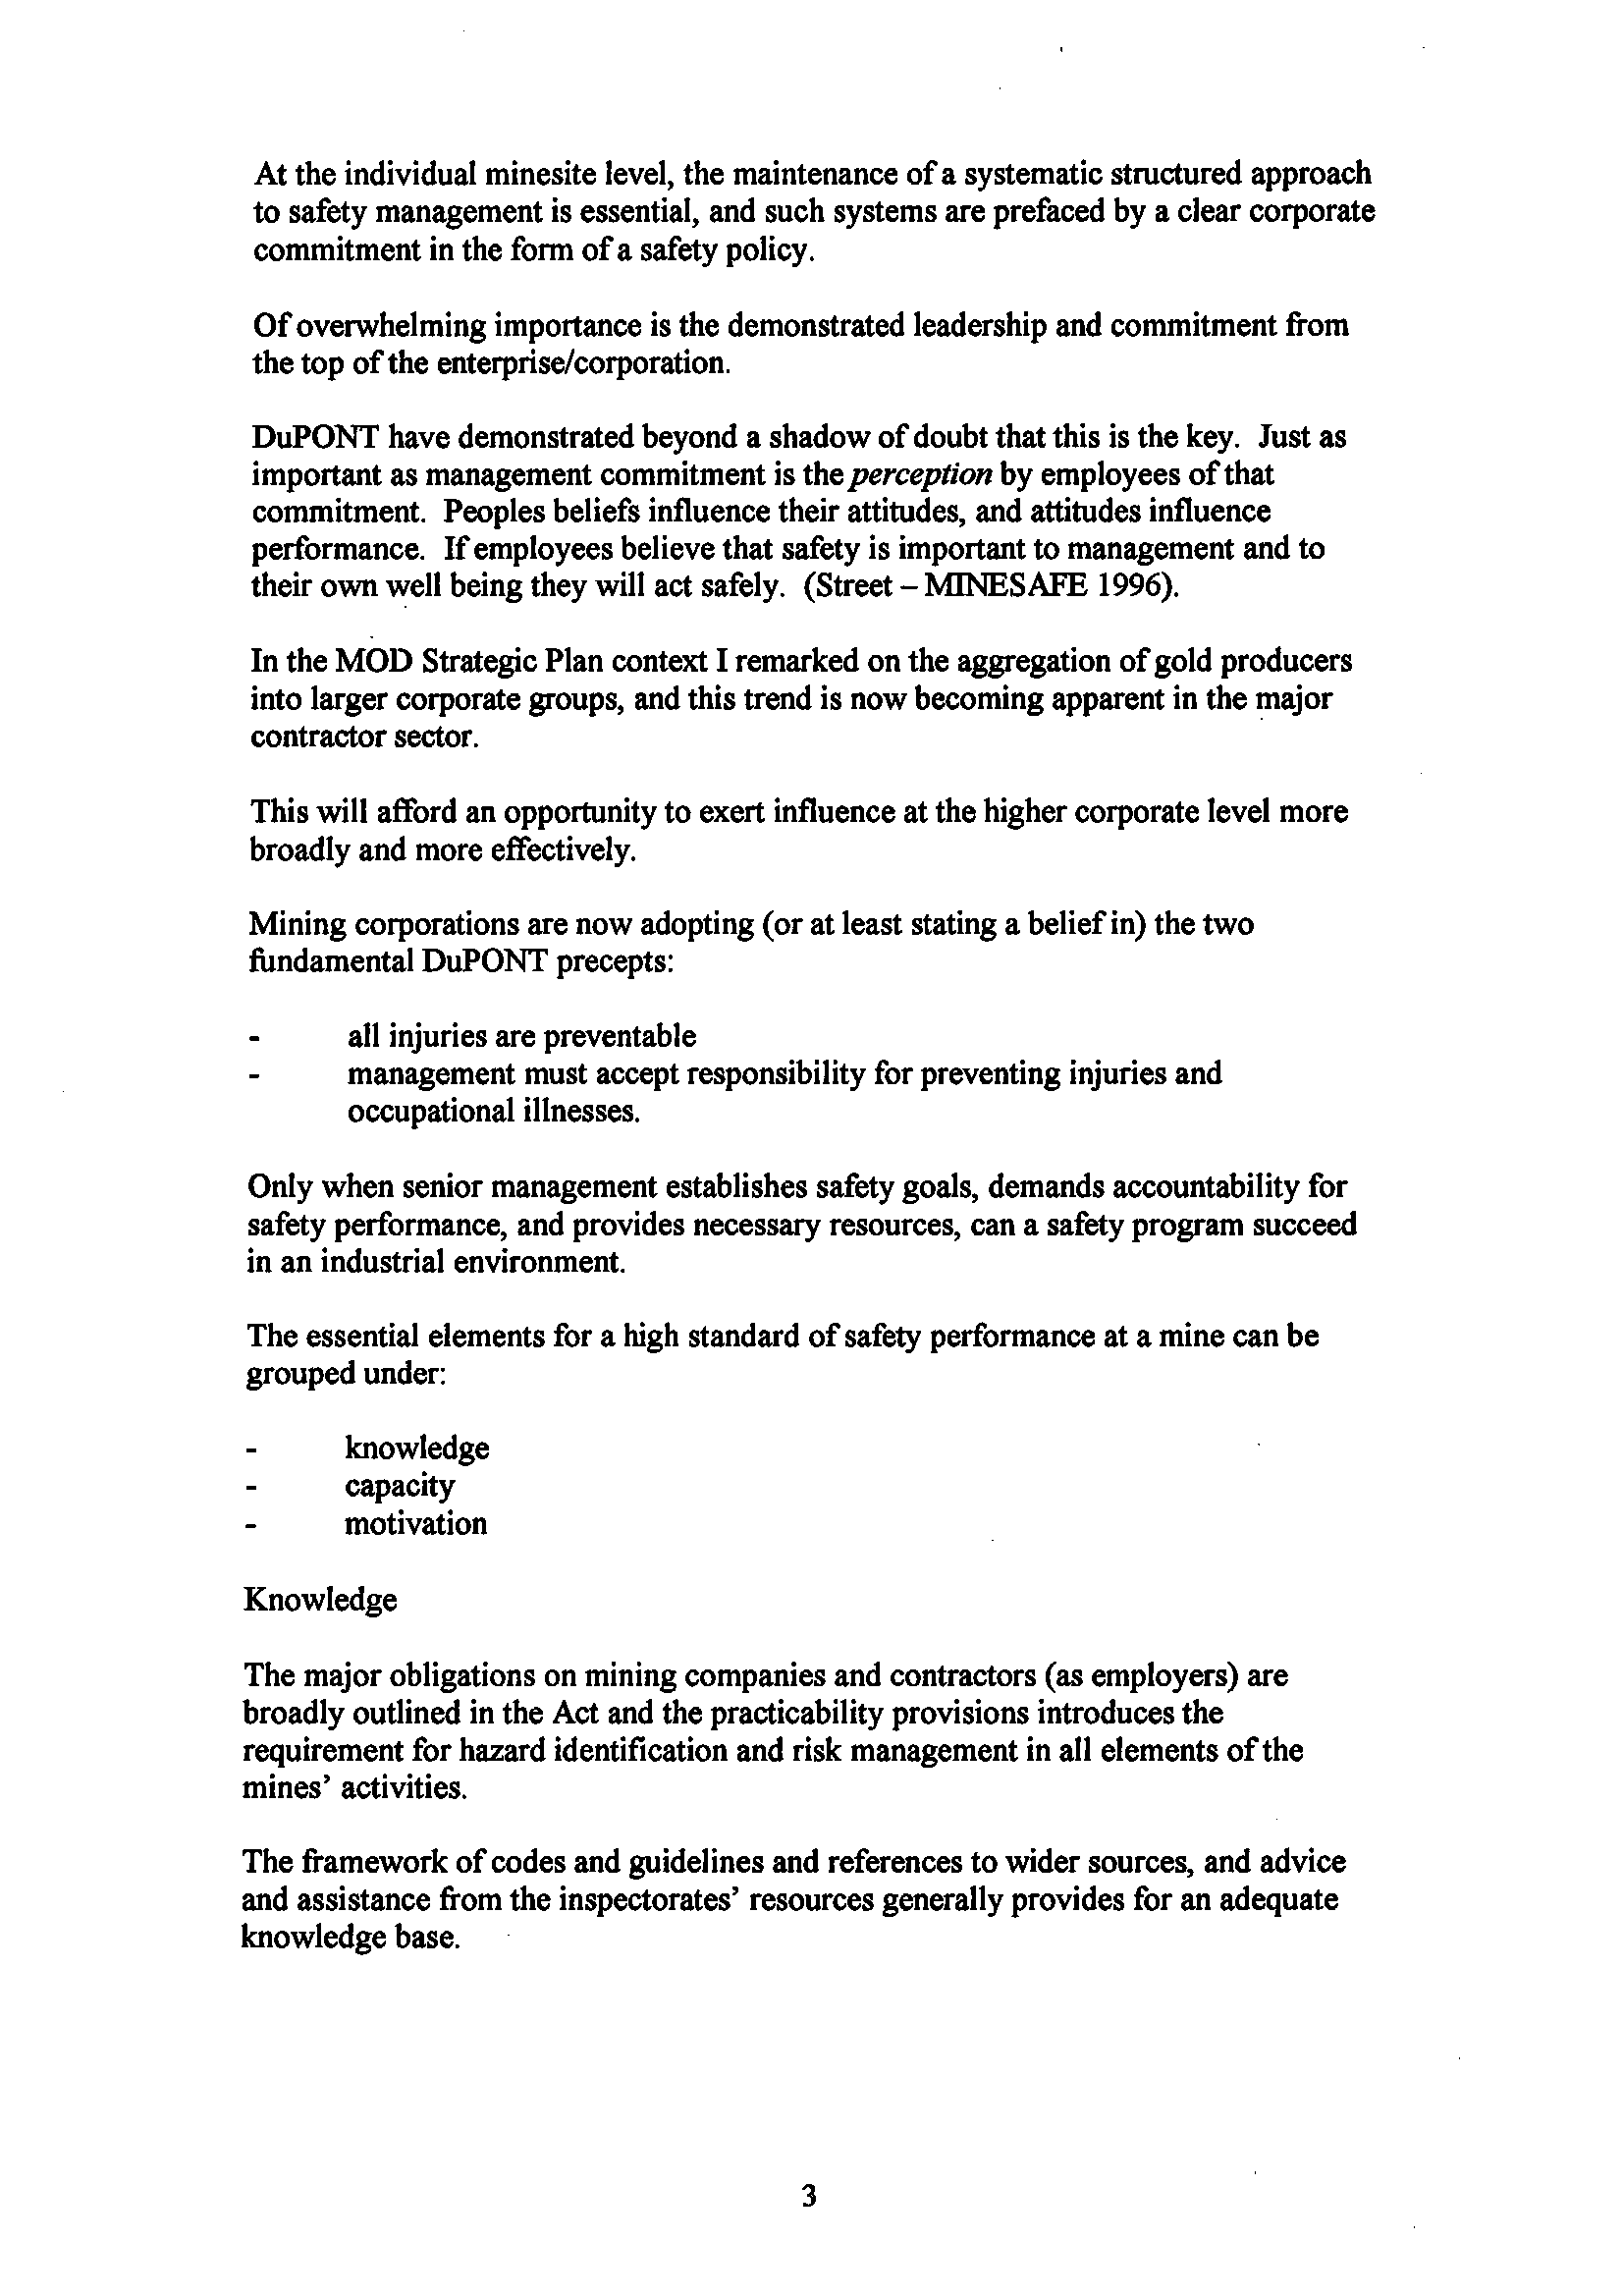 At the individual minesite level, the maintenance of a systematic structured approach
to safety management is essential, and such systems are prefaced by a clear corporate
commitment in the form of a safety policy.
Of overwhelming importance is the demonstrated leadership and commitment from
the top of the enterprise/corporation.
DuPONT have demonstrated beyond a shadow of doubt that this is the key. Just as
important as management commitment is the perception by employees of that
commitment. Peoples beliefs influence their attitudes, and attitudes influence
performance. If employees believe that safety is important to management and to
their own well being they will act safely. (Street – MINESAFE 1996).
In the MOD Strategic Plan context I remarked on the aggregation of gold producers
into larger corporate groups, and this trend is now becoming apparent in the major
contractor sector.
This will afford an opportunity to exert influence at the higher corporate level more
broadly and more effectively.
Mining corporations are now adopting (or at least stating a belief in) the two
fundamental DuPONT precepts:
- all injuries are preventable
- management must accept responsibility for preventing injuries and
occupational illnesses.
Only when senior management establishes safety goals, demands accountability for
safety performance, and provides necessary resources, can a safety program succeed
in an industrial environment.
The essential elements for a high standard of safety performance at a mine can be
grouped under:
- knowledge
- capacity
- motivation
Knowledge
The major obligations on mining companies and contractors (as employers) are
broadly outlined in the Act and the practicability provisions introduces the
requirement for hazard identification and risk management in all elements of the
mines’ activities.
The framework of codes and guidelines and references to wider sources, and advice
and assistance from the inspectorates’ resources generally provides for an adequate
knowledge base.
3